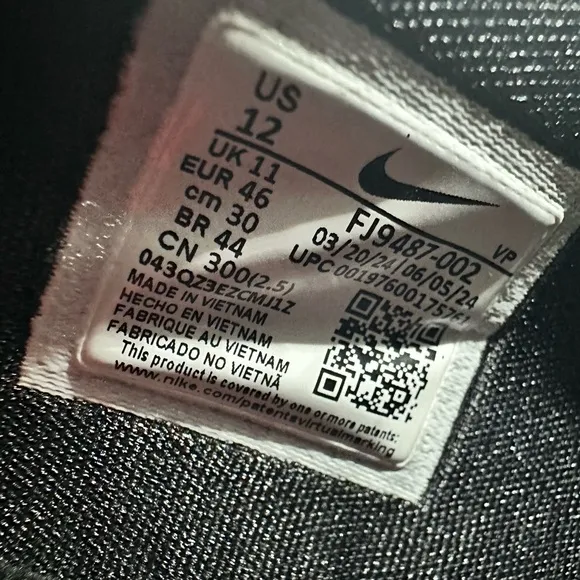 US
12
UK 11
EUR 46
cm 30
BR 44
CN 300(2.5)
043QZ3EZCMJ1Z
MADE IN VIETNAM
HECHO EN VIETNAM
FABRIQUE AU VIETNAM
FABRICADO NO VIETNÃ
This product is covered by one or more patents:
www.nike.com/patentsvirtualmarking
FJ9487-002
VP
03/20/24|06/05/24
UPC